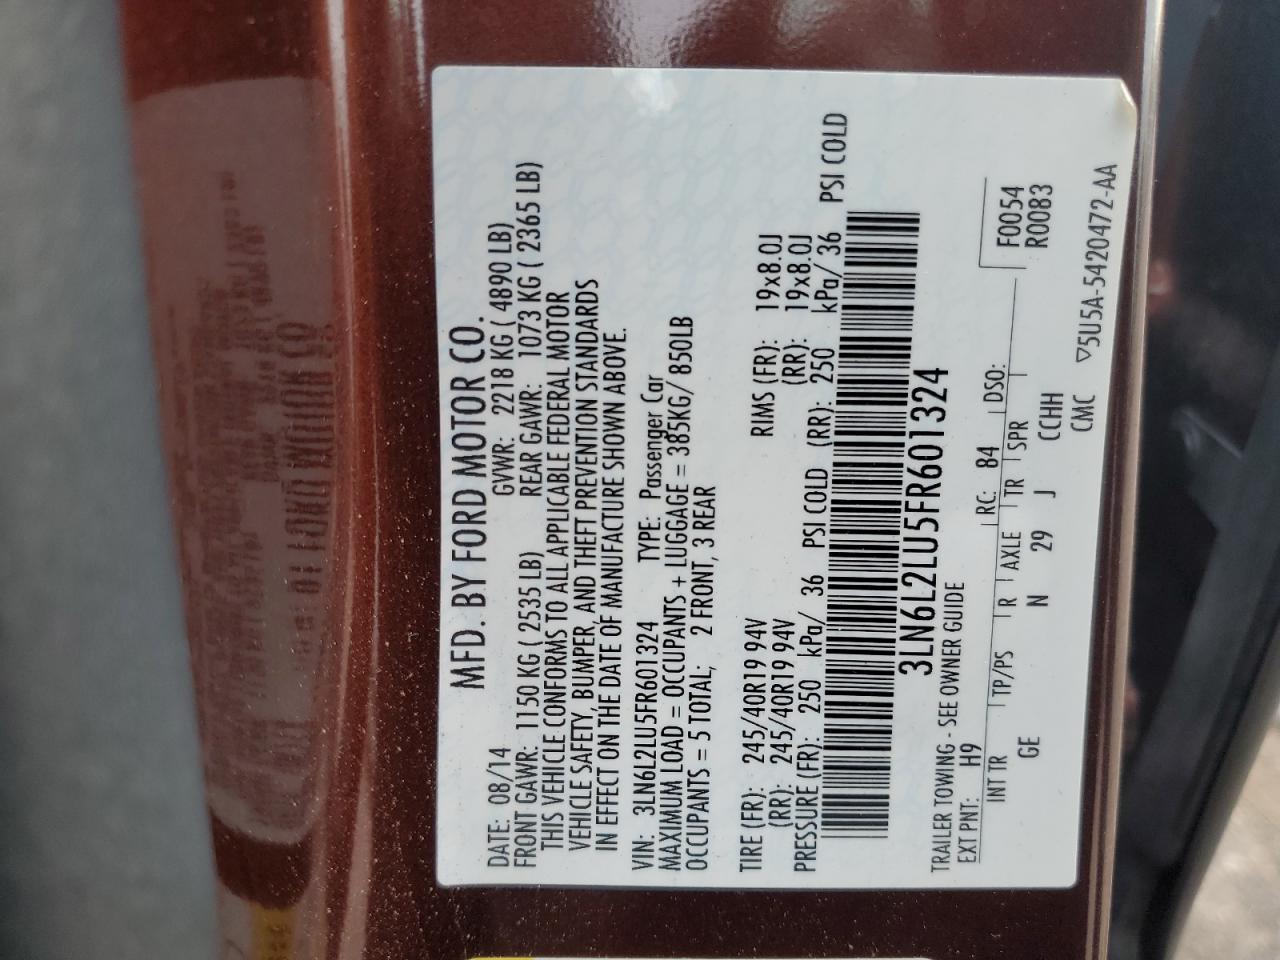 MFD. BY FORD MOTOR CO.
DATE: 08/14 GVWR: 2218 KG ( 4890 LB)
FRONT GAWR: 1150 KG ( 2535 LB) REAR GAWR: 1073 KG ( 2365 LB)
THIS VEHICLE CONFORMS TO ALL APPLICABLE FEDERAL MOTOR
VEHICLE SAFETY, BUMPER, AND THEFT PREVENTION STANDARDS
IN EFFECT ON THE DATE OF MANUFACTURE SHOWN ABOVE.
VIN: 3LN6L2LU5FR601324 TYPE: Passenger Car
MAXIMUM LOAD = OCCUPANTS + LUGGAGE = 385KG/ 850LB
OCCUPANTS = 5 TOTAL; 2 FRONT, 3 REAR
TIRE (FR): 245/40R19 94V RIMS (FR): 19x8.0J
(RR): 245/40R19 94V (RR): 19x8.0J
PRESSURE (FR): 250 kPa/ 36 PSI COLD (RR): 250 kPa/ 36 PSI COLD
3LN6L2LU5FR601324
TRAILER TOWING - SEE OWNER GUIDE
EXT PNT: H9 RC: 84 DSO: F0054
INT TR TP/PS R AXLE TR SPR R0083
GE N 29 J CCHH
CMC ▽5U5A-5420472-AA